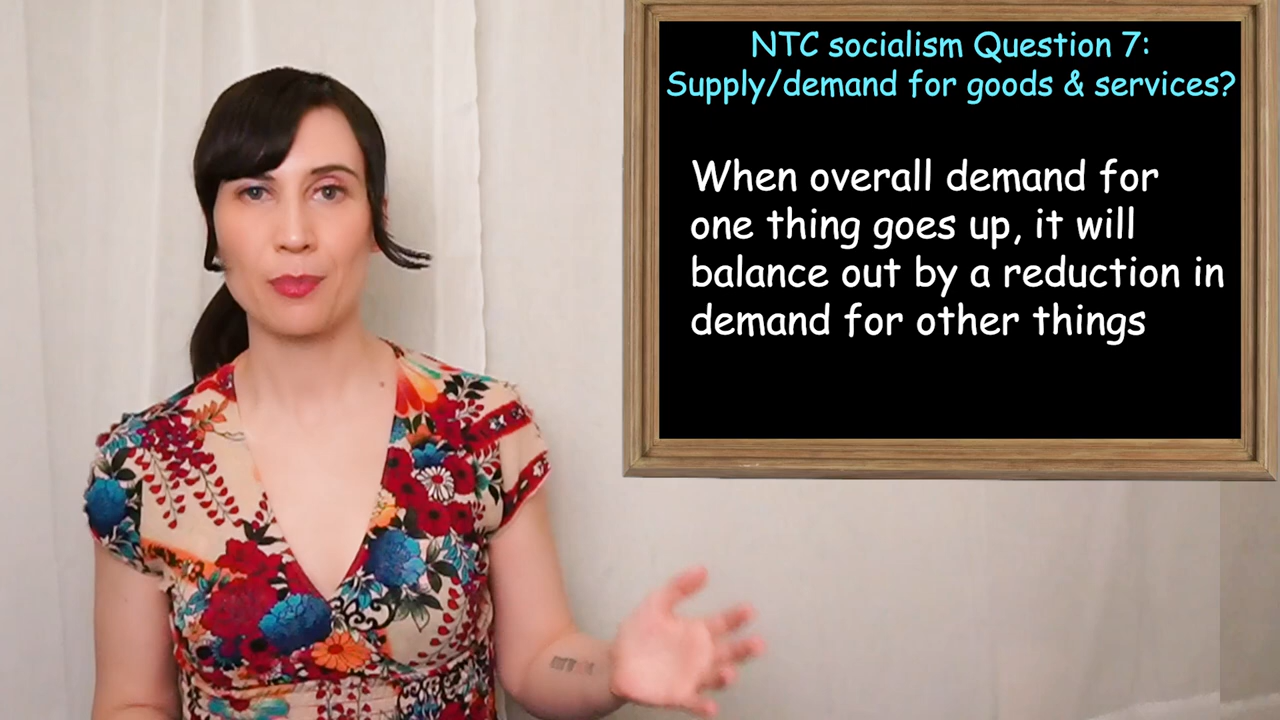 NTC socialism Question 7:
Supply/demand for goods & services?
When overall demand for
one thing goes up, it will
balance out by a reduction in
demand for other things